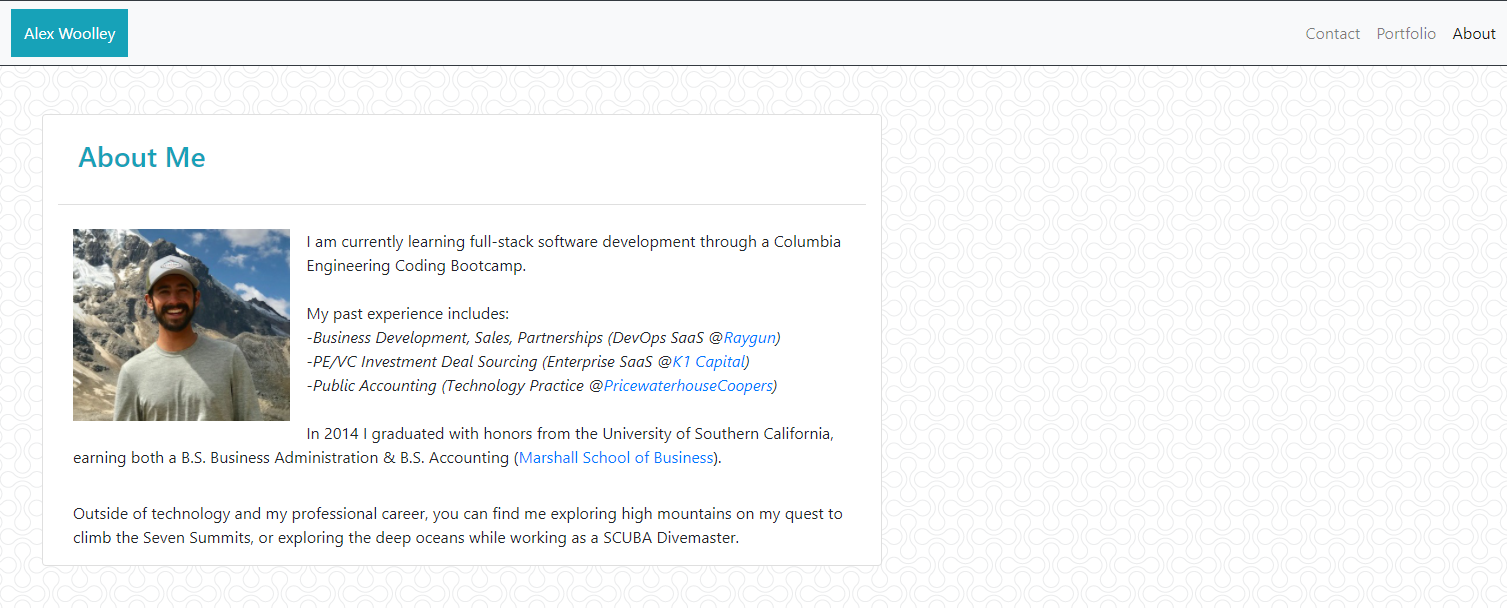 Alex Woolley
Contact Portfolio About
About Me
I am currently learning full-stack software development through a Columbia
Engineering Coding Bootcamp.
My past experience includes:
-Business Development, Sales, Partnerships (DevOps SaaS @Raygun)
-PE/VC Investment Deal Sourcing (Enterprise SaaS @K1 Capital)
-Public Accounting (Technology Practice @PricewaterhouseCoopers)
In 2014 I graduated with honors from the University of Southern California,
earning both a B.S. Business Administration & B.S. Accounting (Marshall School of Business).
Outside of technology and my professional career, you can find me exploring high mountains on my quest to
climb the Seven Summits, or exploring the deep oceans while working as a SCUBA Divemaster.